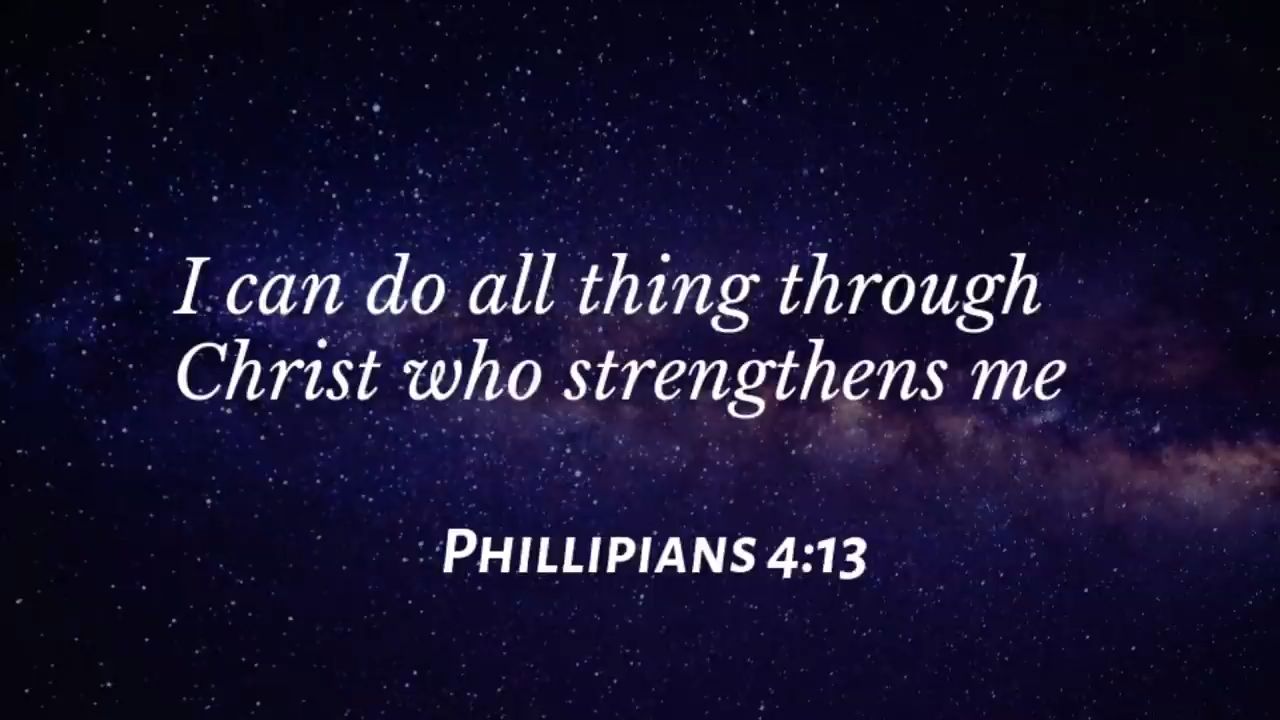 I can do all thing through
Christ who strengthens me
PHILLIPIANS 4:13